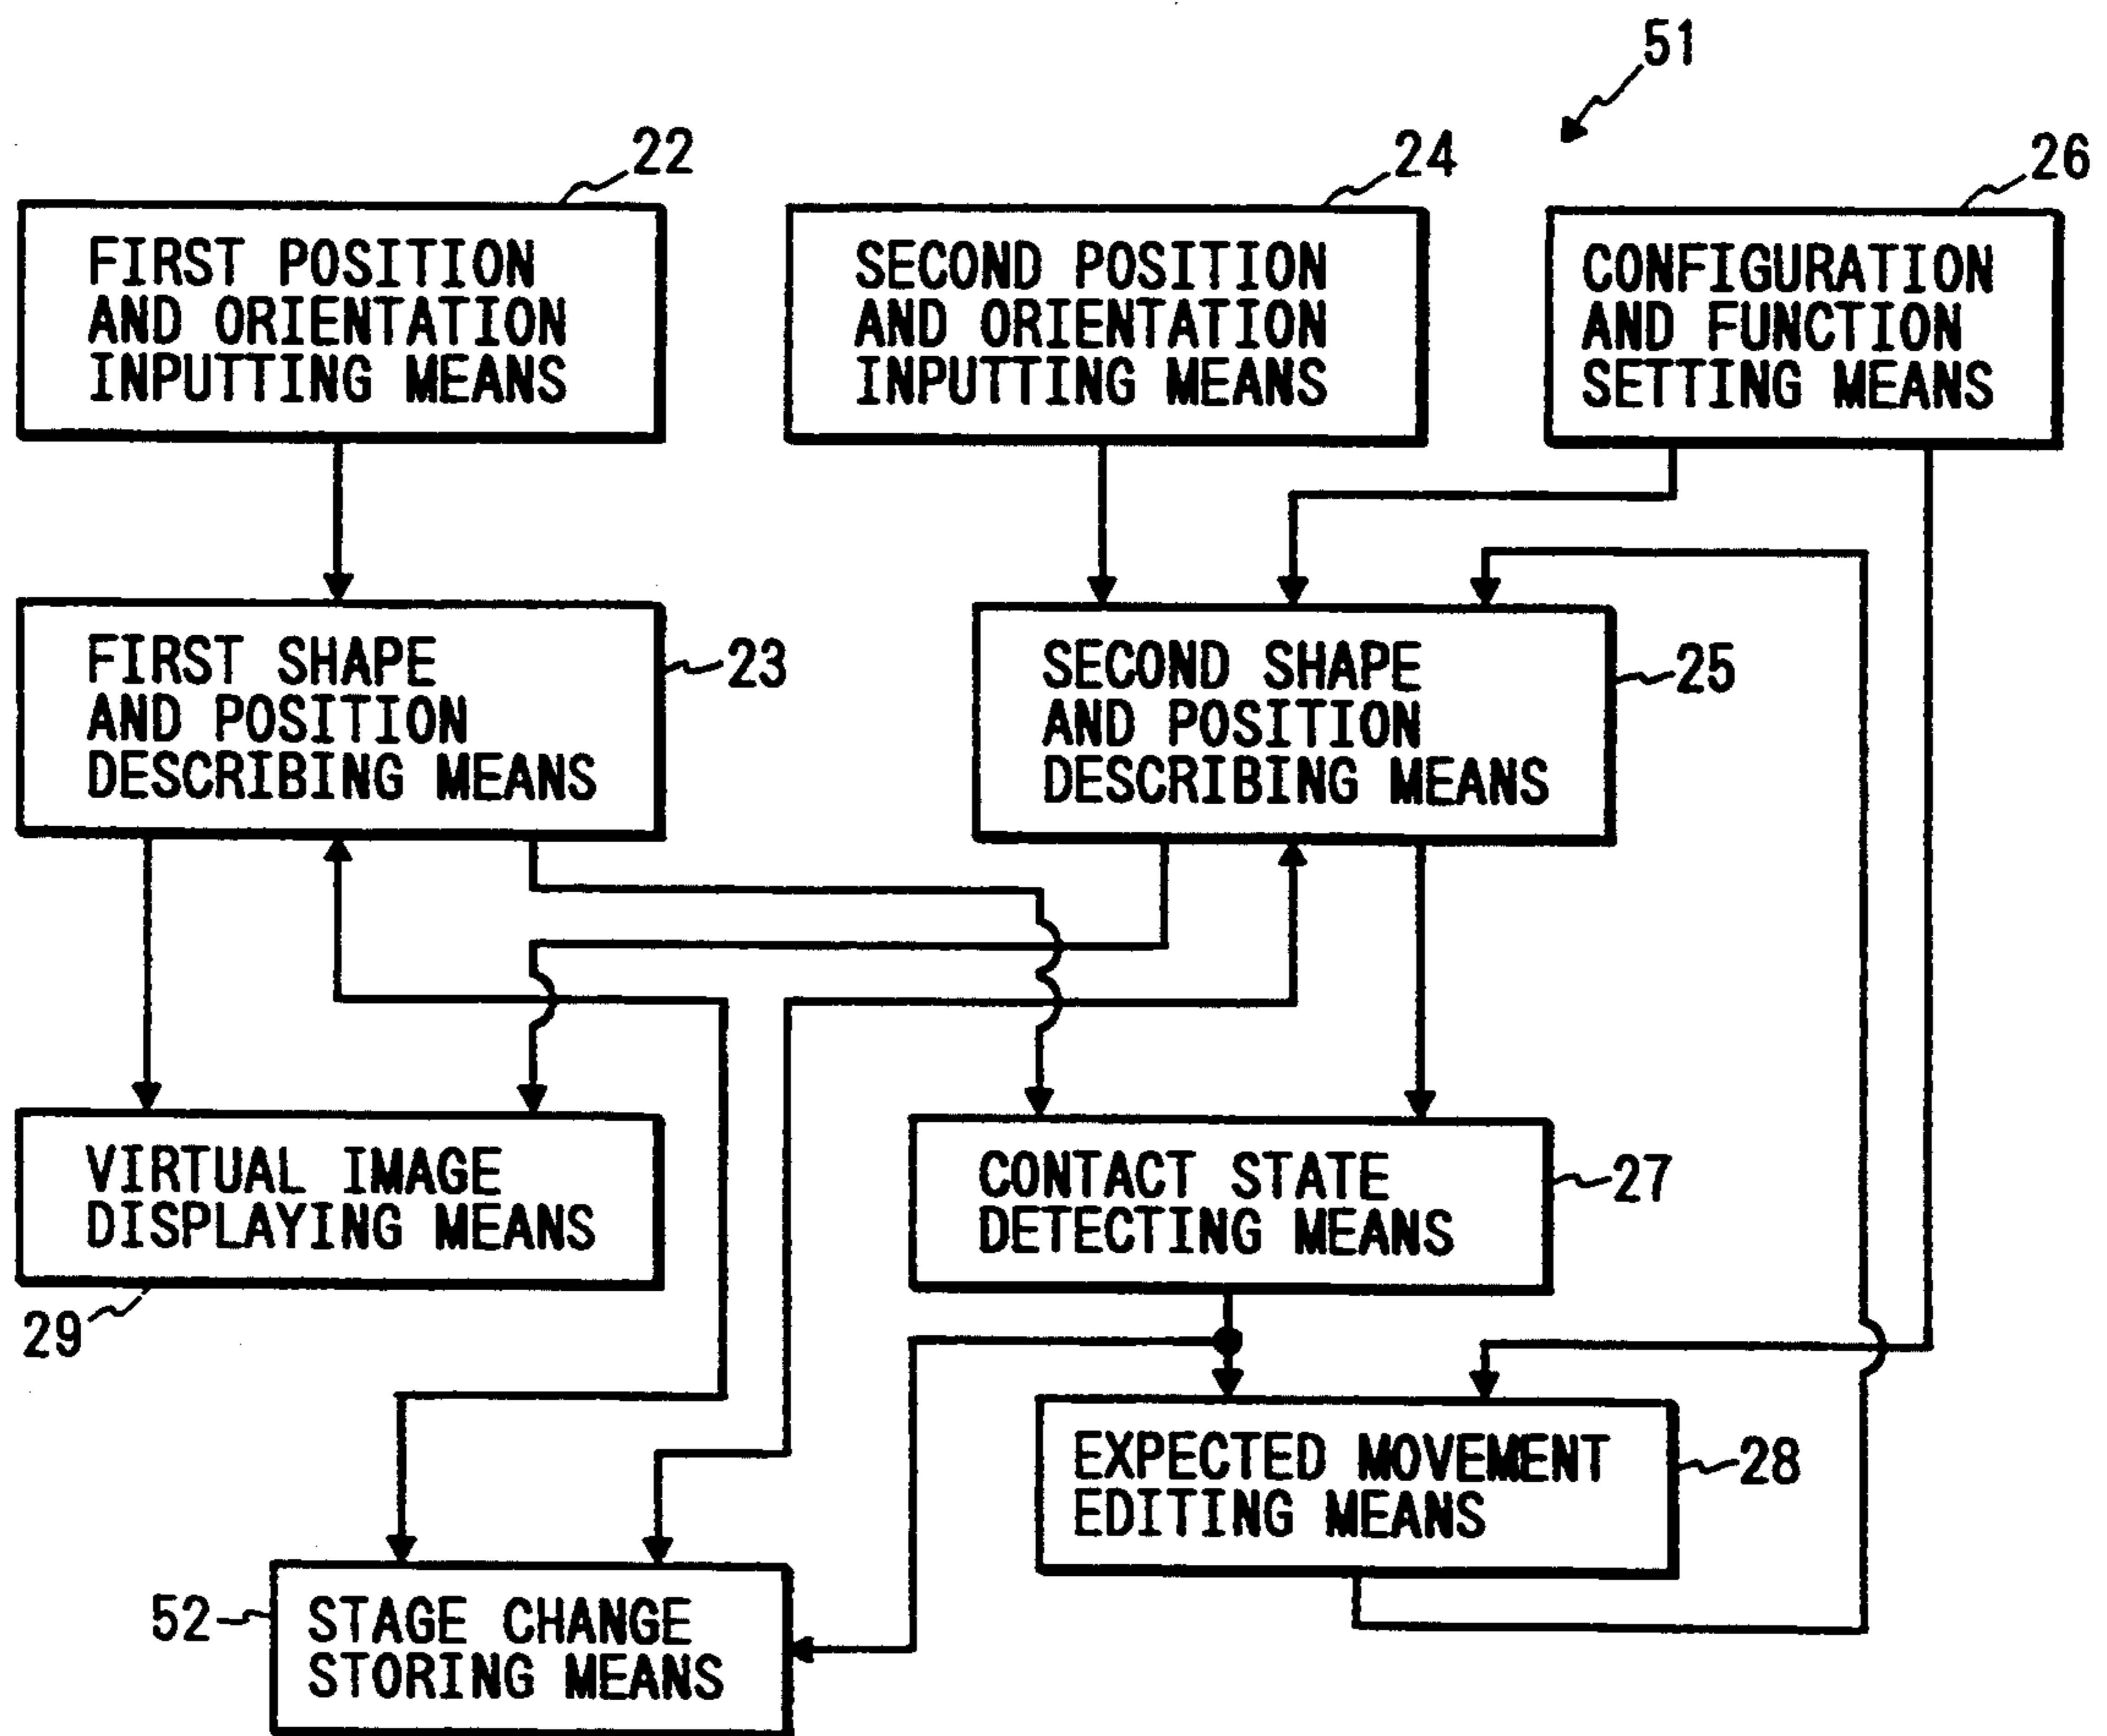 51
22
24
26
FIRST POSITION
AND ORIENTATION
INPUTTING MEANS
SECOND POSITION
AND ORIENTATION
INPUTTING MEANS
CONFIGURATION
AND FUNCTION
SETTING MEANS
FIRST SHAPE
AND POSITION
DESCRIBING MEANS
23
SECOND SHAPE
AND POSITION
DESCRIBING MEANS
25
VIRTUAL IMAGE
DISPLAYING MEANS
29
CONTACT STATE
DETECTING MEANS
27
EXPECTED MOVEMENT
EDITING MEANS
28
52
STAGE CHANGE
STORING MEANS